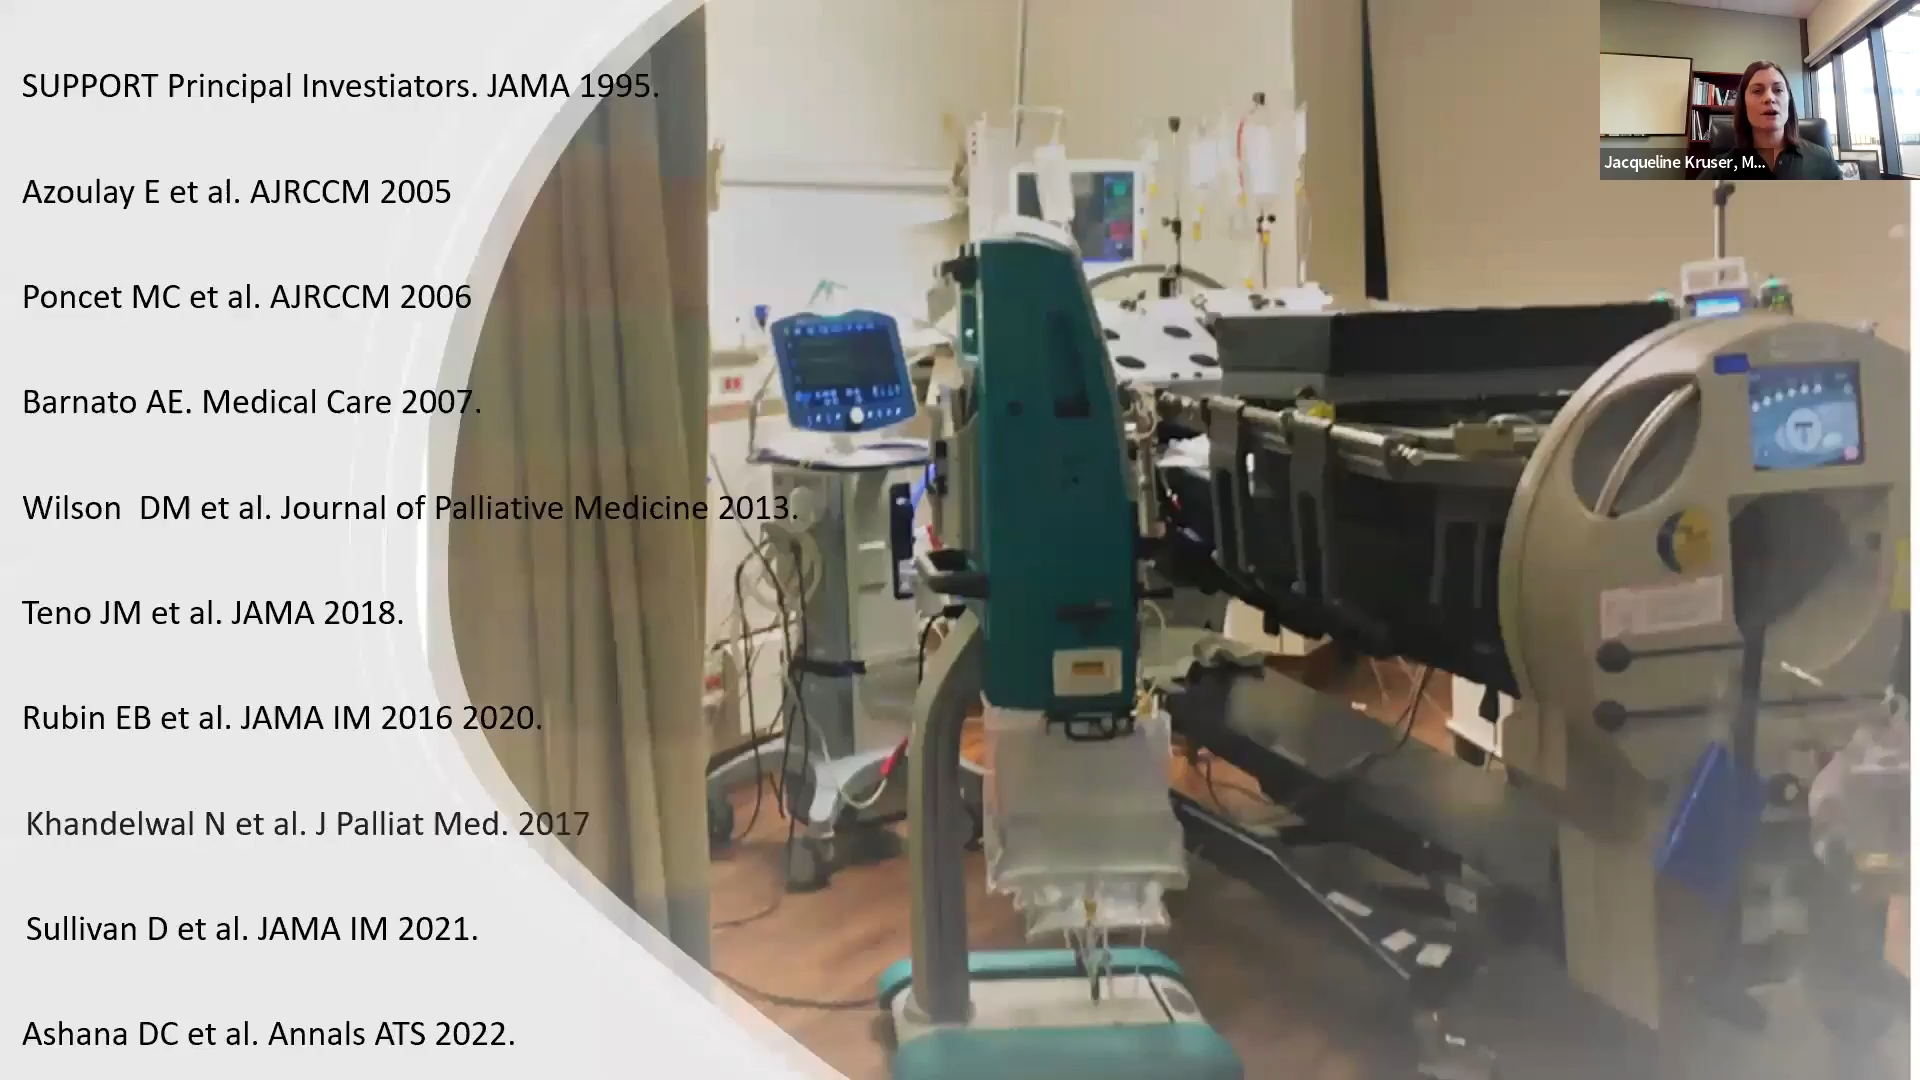 SUPPORT Principal Investiators. JAMA 1995.
Jacqueline Kruser, M...
Azoulay E et al. AJRCCM 2005
Poncet MC et al. AJRCCM 2006
Barnato AE. Medical Care 2007.
Wilson  DM et al. Journal of Palliative Medicine 2013.
Teno JM et al. JAMA 2018.
Rubin EB et al. JAMA IM 2016 2020.
Khandelwal N et al. J Palliat Med. 2017
Sullivan D et al. JAMA IM 2021.
Ashana DC et al. Annals ATS 2022.